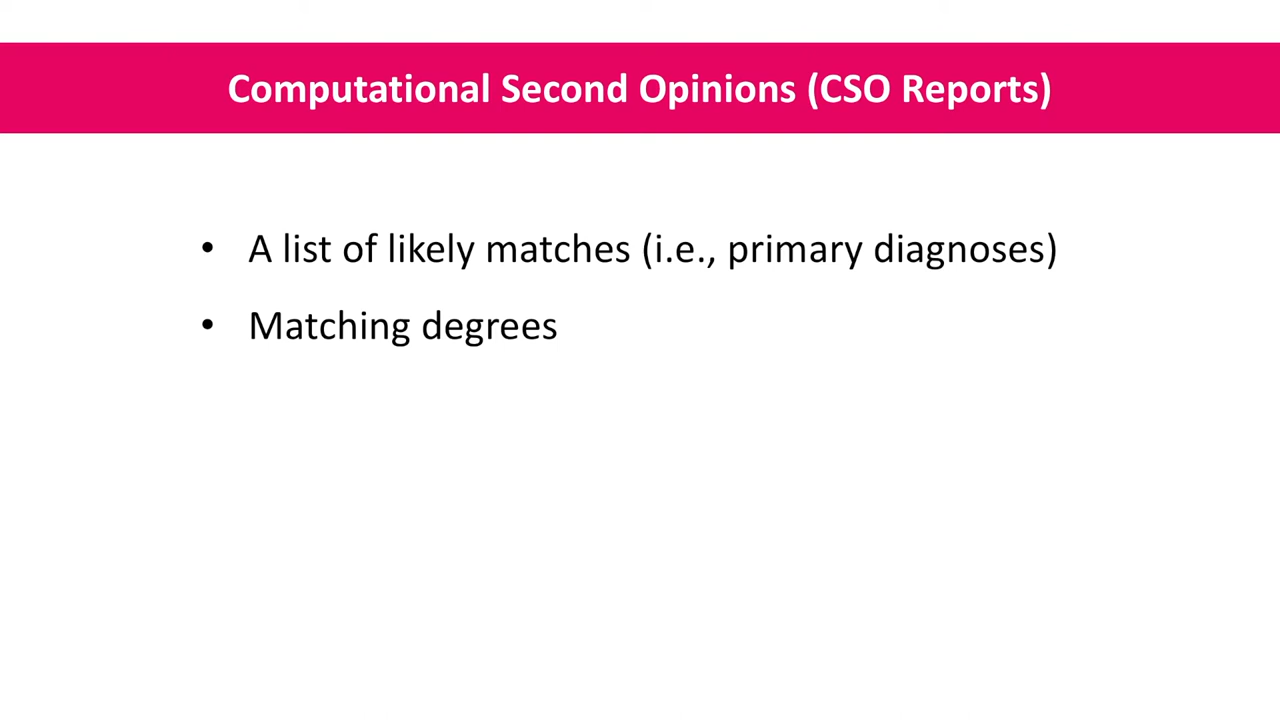 Computational Second Opinions (CSO Reports)
• A list of likely matches (i.e., primary diagnoses)
• Matching degrees